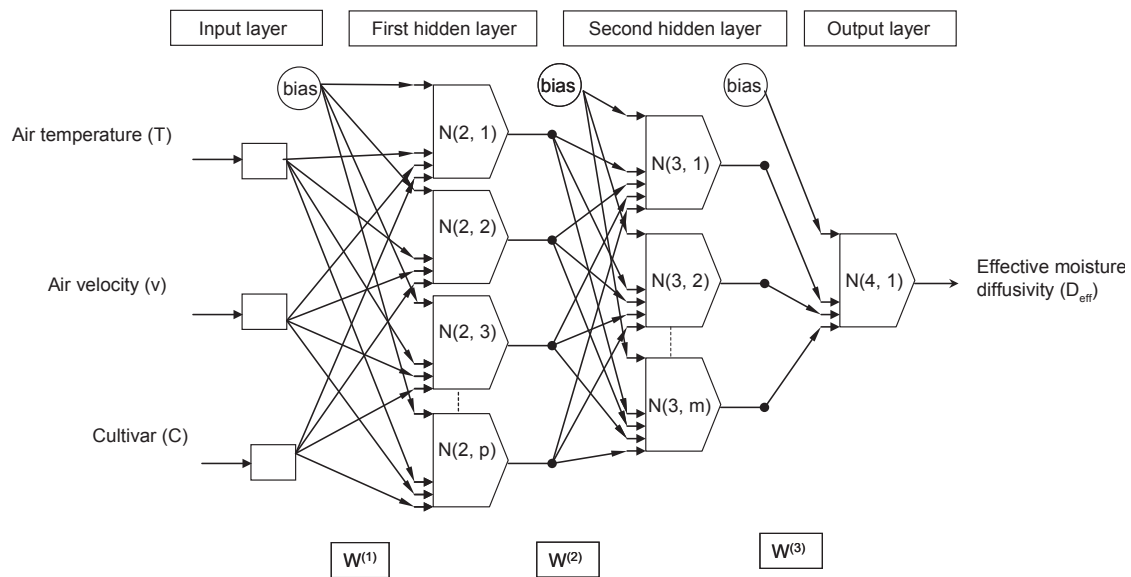 Input layer
First hidden layer
Second hidden layer
Output layer
bias
bias
bias
Air temperature (T)
Air velocity (v)
Cultivar (C)
N(2, 1)
N(2, 2)
N(2, 3)
N(2, p)
N(3, 1)
N(3, 2)
N(3, m)
N(4, 1)
Effective moisture
diffusivity (D_eff)
W^(1)
W^(2)
W^(3)